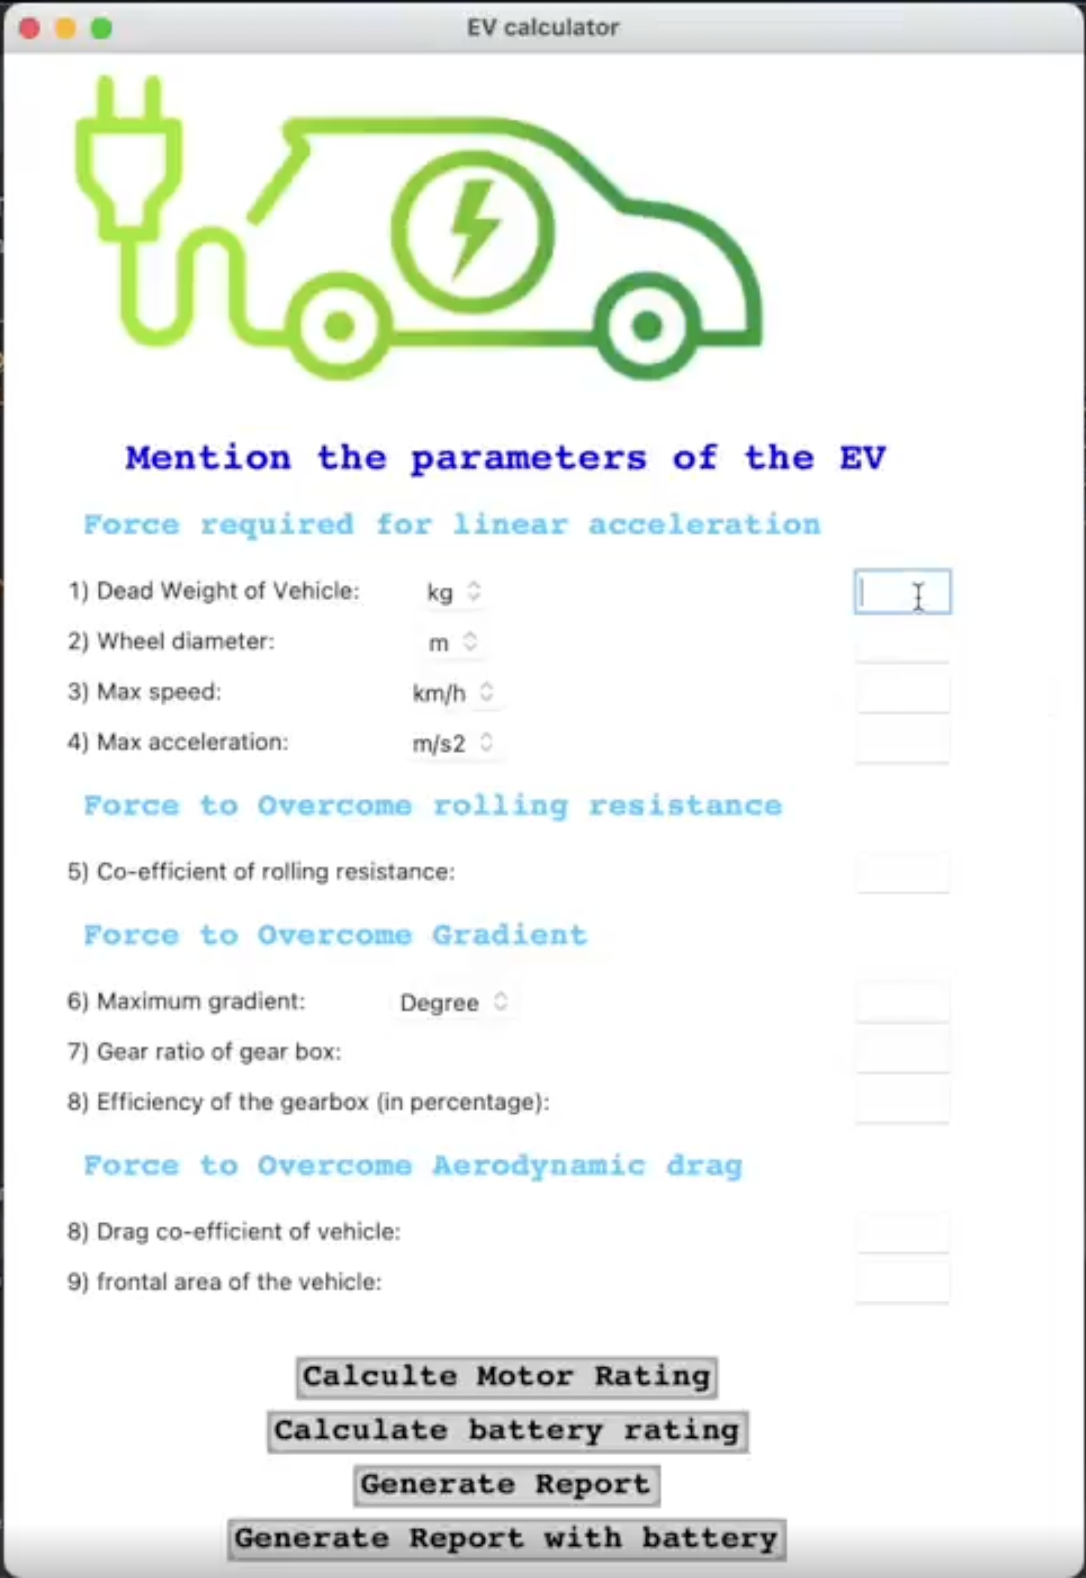 EV calculator
Mention the parameters of the EV
Force required for linear acceleration
1) Dead Weight of Vehicle: kg
2) Wheel diameter: m
3) Max speed: km/h
4) Max acceleration: m/s2
Force to Overcome rolling resistance
5) Co-efficient of rolling resistance:
Force to Overcome Gradient
6) Maximum gradient: Degree
7) Gear ratio of gear box:
8) Efficiency of the gearbox (in percentage):
Force to Overcome Aerodynamic drag
8) Drag co-efficient of vehicle:
9) frontal area of the vehicle:
Calculte Motor Rating
Calculate battery rating
Generate Report
Generate Report with battery